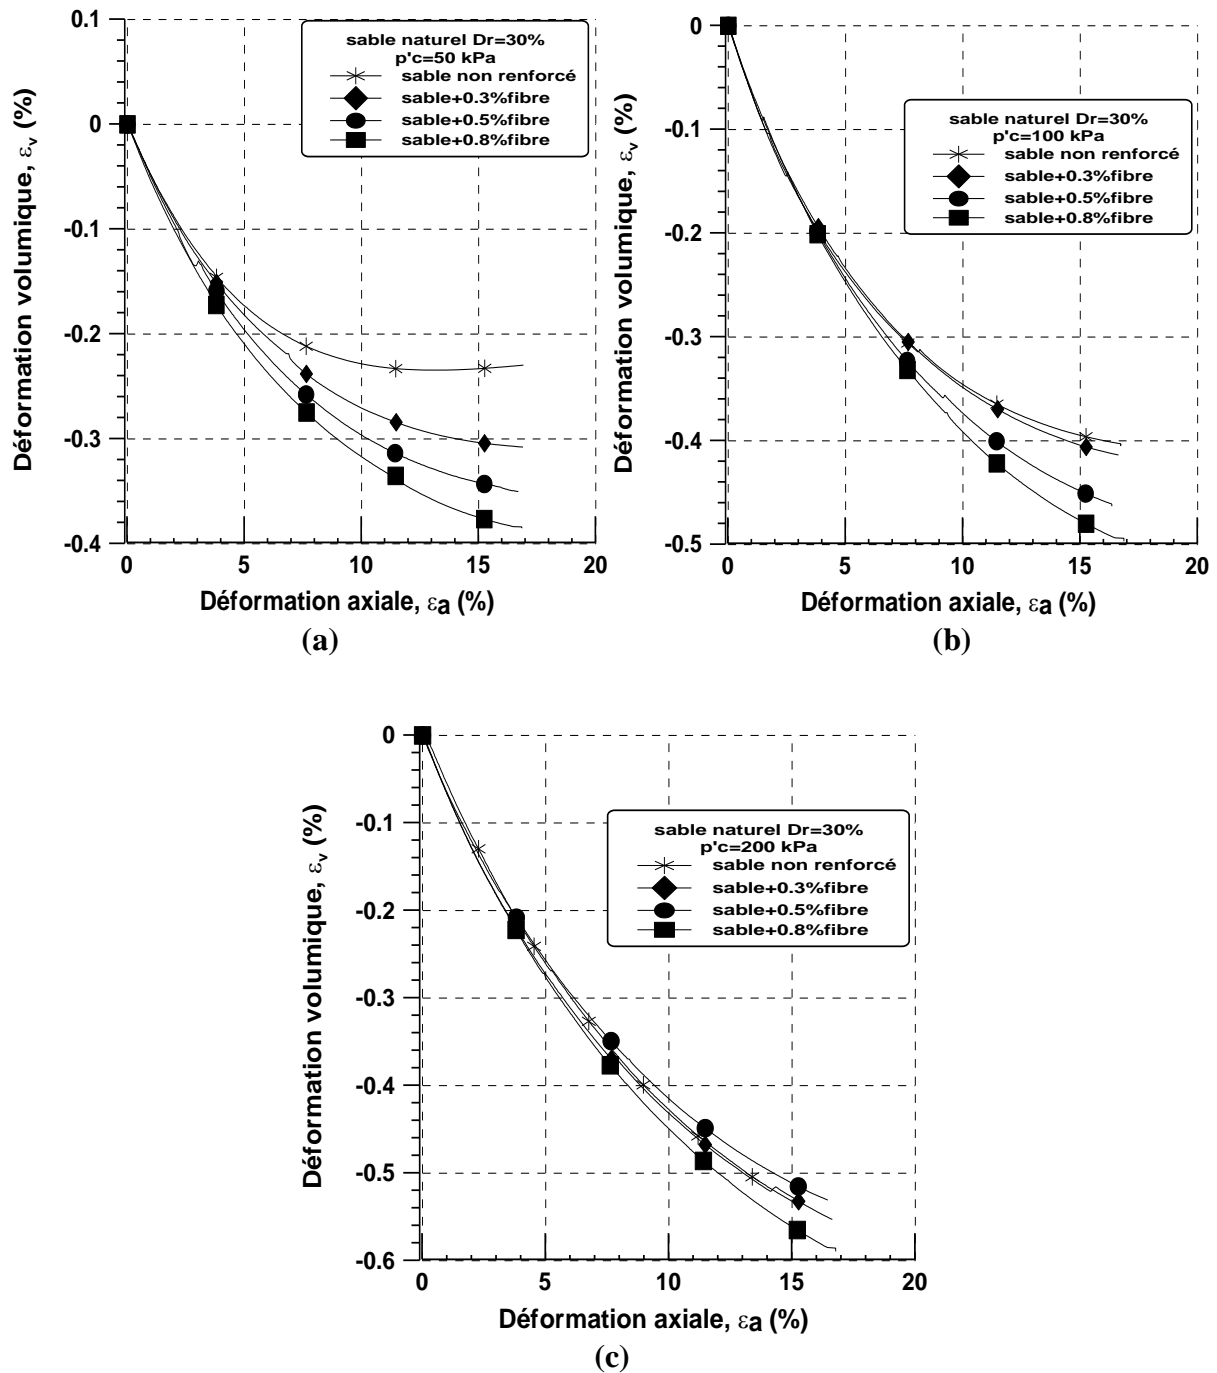 0.1
0
-0.1
-0.2
-0.3
-0.4
Déformation volumique, εv (%)
sable naturel Dr=30%
p'c=50 kPa
sable non renforcé
sable+0.3%fibre
sable+0.5%fibre
sable+0.8%fibre
0 5 10 15 20
Déformation axiale, εa (%)
(a)
0
-0.1
-0.2
-0.3
-0.4
-0.5
Déformation volumique, εv (%)
sable naturel Dr=30%
p'c=100 kPa
sable non renforcé
sable+0.3%fibre
sable+0.5%fibre
sable+0.8%fibre
0 5 10 15 20
Déformation axiale, εa (%)
(b)
0
-0.1
-0.2
-0.3
-0.4
-0.5
-0.6
Déformation volumique, εv (%)
sable naturel Dr=30%
p'c=200 kPa
sable non renforcé
sable+0.3%fibre
sable+0.5%fibre
sable+0.8%fibre
0 5 10 15 20
Déformation axiale, εa (%)
(c)